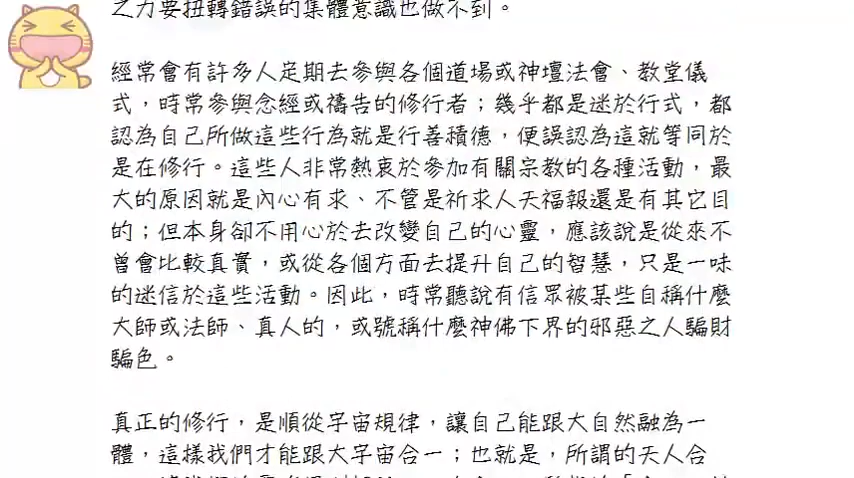 之力要扭轉錯誤的集體意識也做不到。
經常會有許多人定期去參與各個道場或神壇法會、教堂儀
式，時常參與念經或禱告的修行者；幾乎都是迷於行式，都
認為自己所做這些行為就是行善積德，便誤認為這就等同於
是在修行。這些人非常熱衷於參加有關宗教的各種活動，最
大的原因就是內心有求、不管是祈求人天福報還是有其它目
的；但本身卻不用心於去改變自己的心靈，應該說是從來不
曾會比較真實，或從各個方面去提升自己的智慧，只是一味
的迷信於這些活動。因此，時常聽說有信眾被某些自稱什麼
大師或法師、真人的，或號稱什麼神佛下界的邪惡之人騙財
騙色。
真正的修行，是順從宇宙規律，讓自己能跟大自然融為一
體，這樣我們才能跟大宇宙合一；也就是，所謂的天人合